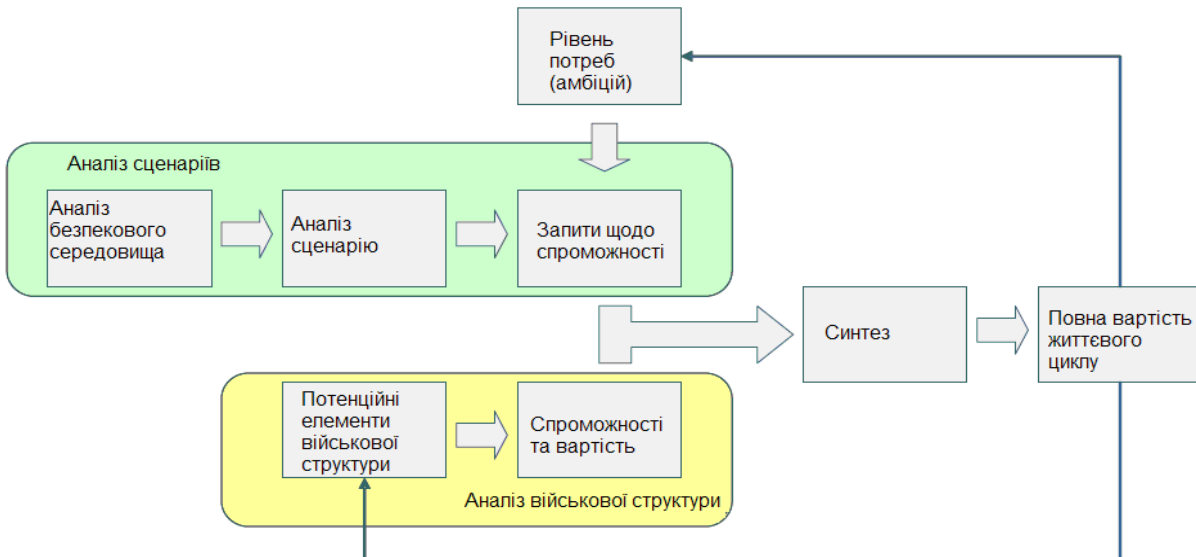 Рівень
потреб
(амбіцій)
Аналіз сценаріїв
Аналіз
безпекового
середовища
Аналіз
сценарію
Запити щодо
спроможності
Синтез
Повна вартість
життєвого
циклу
Потенційні
елементи
військової
структури
Спроможності
та вартість
Аналіз військової структури